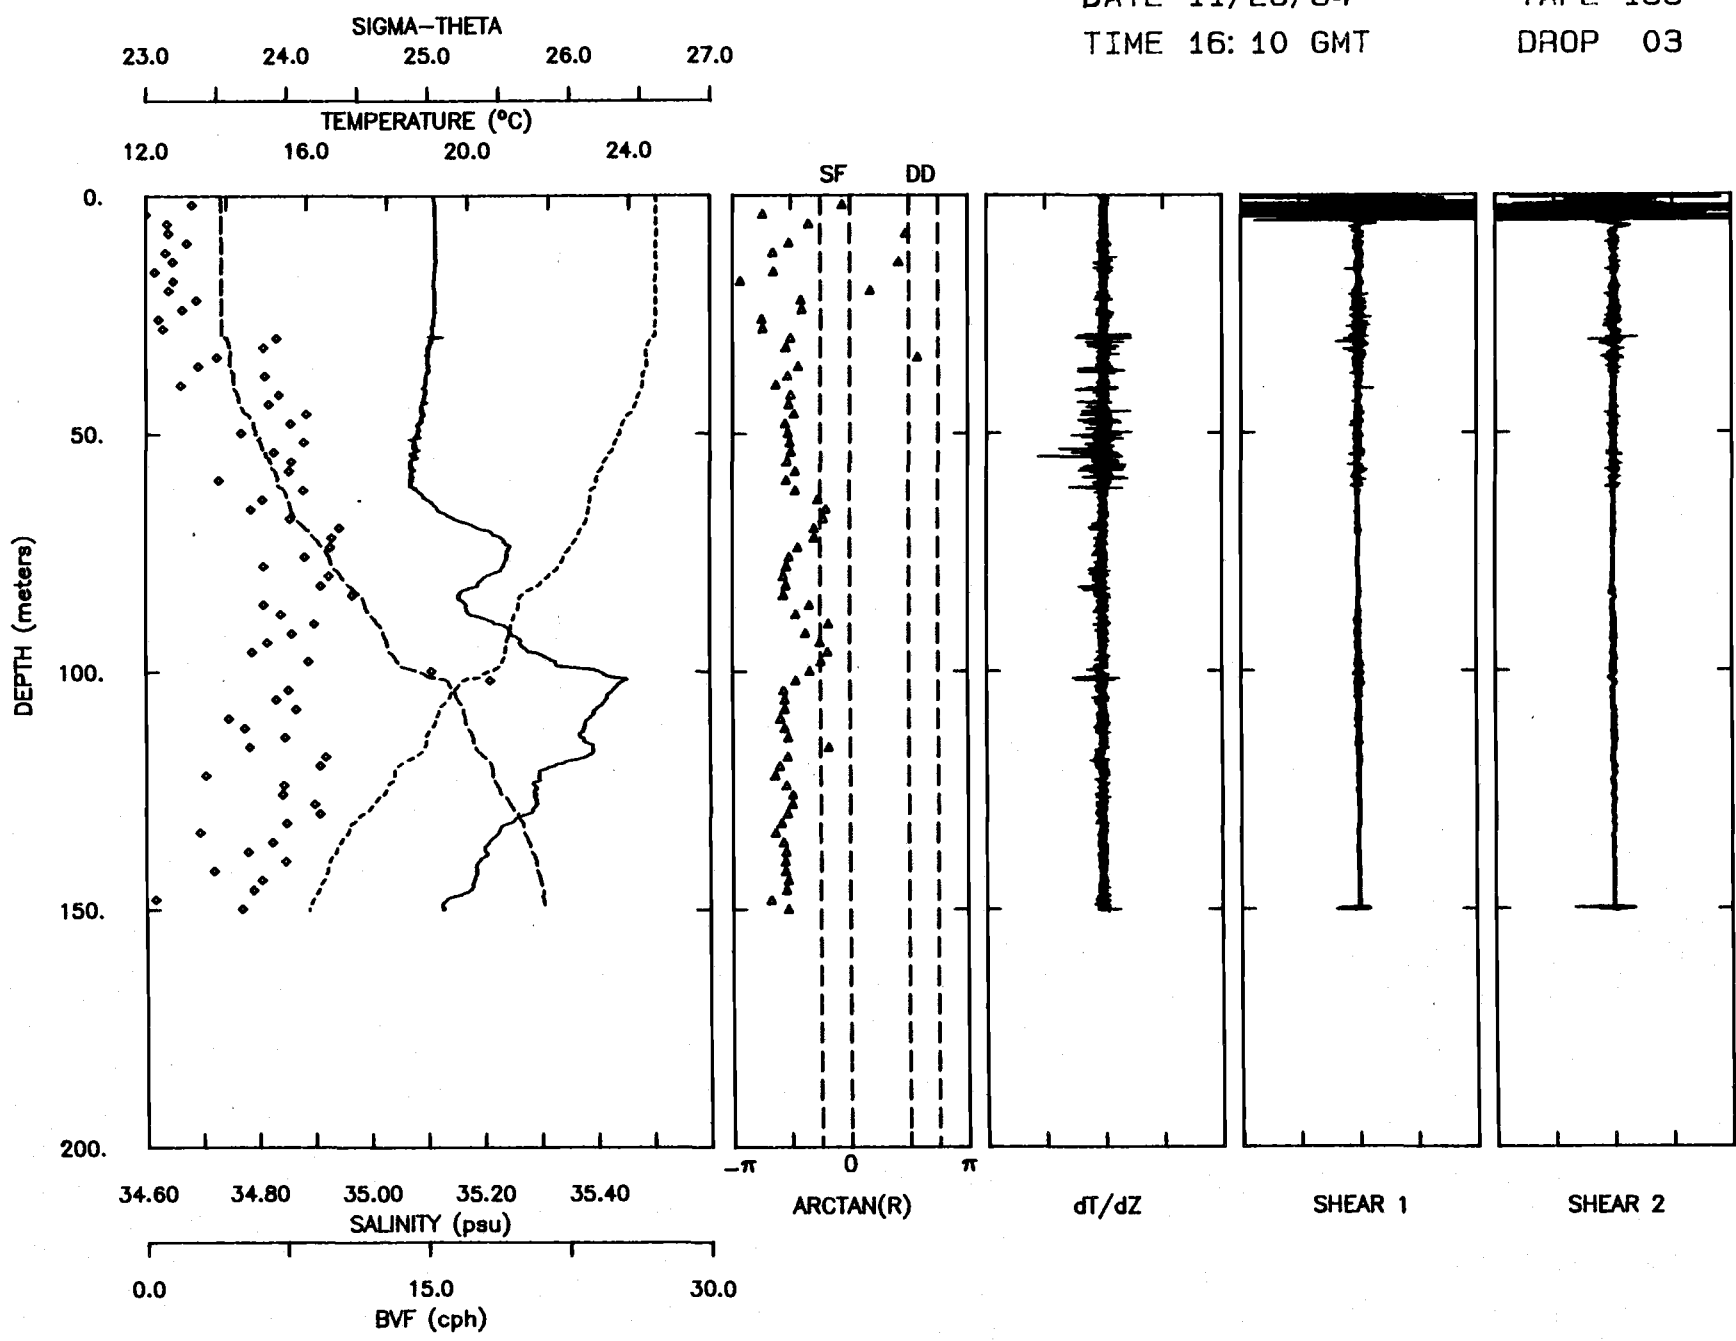 TIME 16:10 GMT DROP 03
SIGMA-THETA
23.0 24.0 25.0 26.0 27.0
TEMPERATURE (°C)
12.0 16.0 20.0 24.0
SF DD
0.
50.
100.
150.
200.
DEPTH (meters)
34.60 34.80 35.00 35.20 35.40
SALINITY (psu)
0.0 15.0 30.0
BVF (cph)
-π 0 π
ARCTAN(R)
dT/dZ
SHEAR 1
SHEAR 2